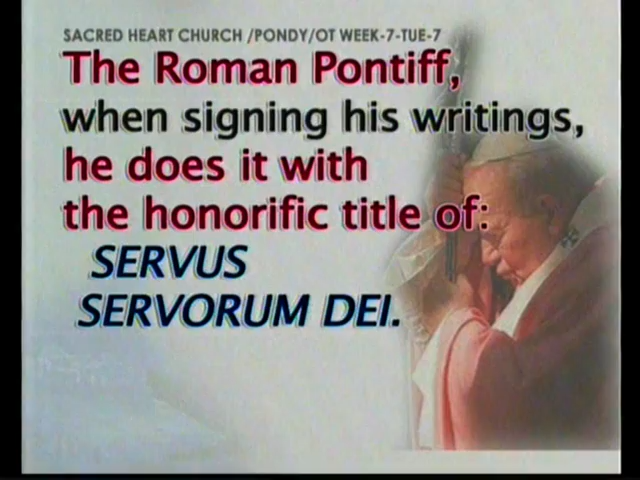 SACRED HEART CHURCH /PONDY/OT WEEK-7-TUE-7
The Roman Pontiff,
when signing his writings,
he does it with
the honorific title of:
SERVUS
SERVORUM DEI.